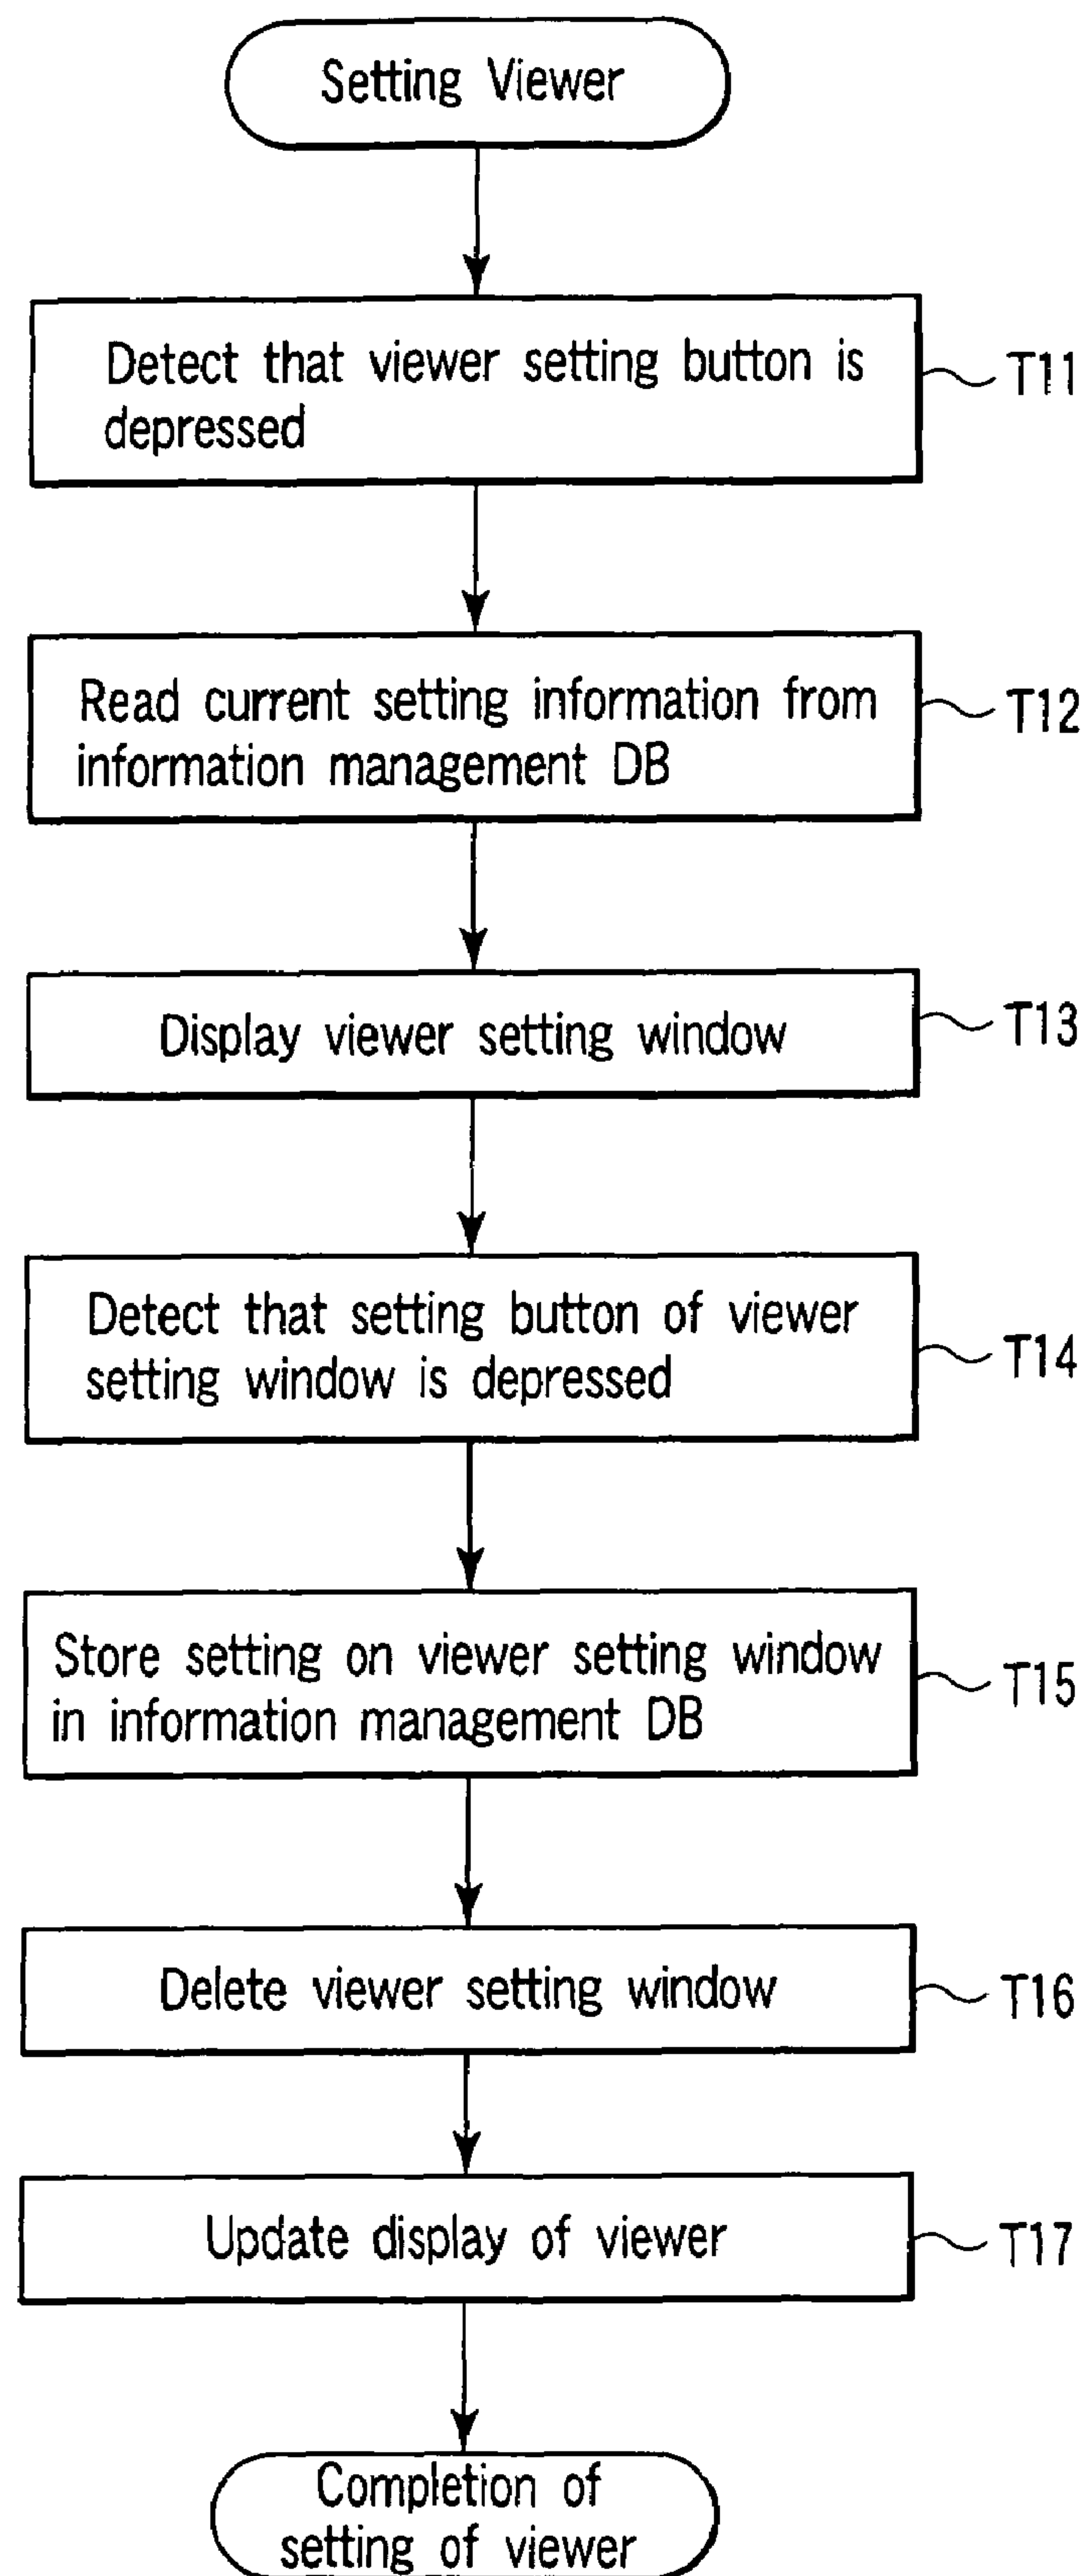 Setting Viewer
Detect that viewer setting button is
depressed
T11
Read current setting information from
information management DB
T12
Display viewer setting window
T13
Detect that setting button of viewer
setting window is depressed
T14
Store setting on viewer setting window
in information management DB
T15
Delete viewer setting window
T16
Update display of viewer
T17
Completion of
setting of viewer